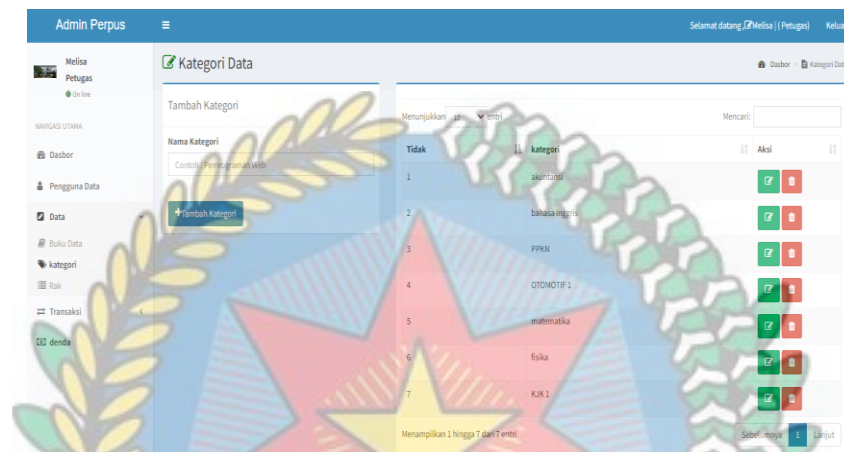 Admin Perpus
Selamat datang, Melisa | ( Petugas)
Melisa
Petugas
On line
NAVIGASI UTAMA
Dasbor
Pengguna Data
Data
Buku Data
kategori
Rak
Transaksi
denda
Kategori Data
Dasbor
Kategori
Tambah Kategori
Nama Kategori
Contoh: Pemrograman Web
+Tambah Kategori
Menunjukkan 10 entri
Mencari:
Tidak kategori Aksi
1 akuntansi
2 bahasa inggris
3 PPKN
4 OTOMOTIF 1
5 matematika
6 fisika
7 KJK 1
Menampilkan 1 hingga 7 dari 7 entri
Sebelumnya 1 Lanjut